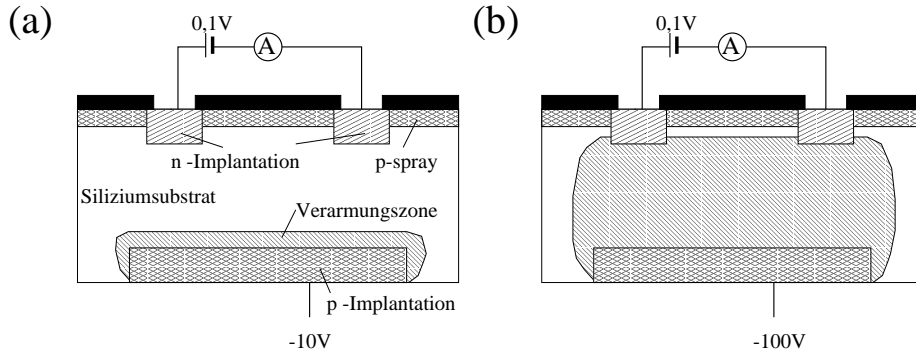 (a)
0,1V
A
n -Implantation
p-spray
Siliziumsubstrat
Verarmungszone
p -Implantation
-10V
(b)
0,1V
A
-100V